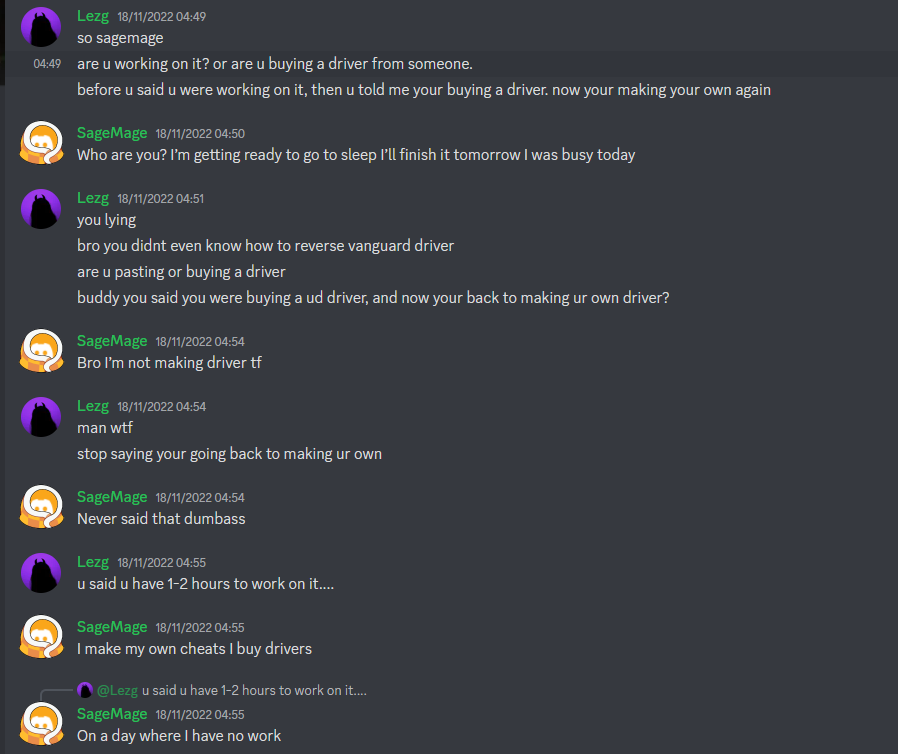 Lezg 18/11/2022 04:49
so sagemage
04:49 are u working on it? or are u buying a driver from someone.
before u said u were working on it, then u told me your buying a driver. now your making your own again
SageMage 18/11/2022 04:50
Who are you? I'm getting ready to go to sleep I'll finish it tomorrow I was busy today
Lezg 18/11/2022 04:51
you lying
bro you didnt even know how to reverse vanguard driver
are u pasting or buying a driver
buddy you said you were buying a ud driver, and now your back to making ur own driver?
SageMage 18/11/2022 04:54
Bro I'm not making driver tf
Lezg 18/11/2022 04:54
man wtf
stop saying your going back to making ur own
SageMage 18/11/2022 04:54
Never said that dumbass
Lezg 18/11/2022 04:55
u said u have 1-2 hours to work on it....
SageMage 18/11/2022 04:55
I make my own cheats I buy drivers
@Lezg u said u have 1-2 hours to work on it....
SageMage 18/11/2022 04:55
On a day where I have no work